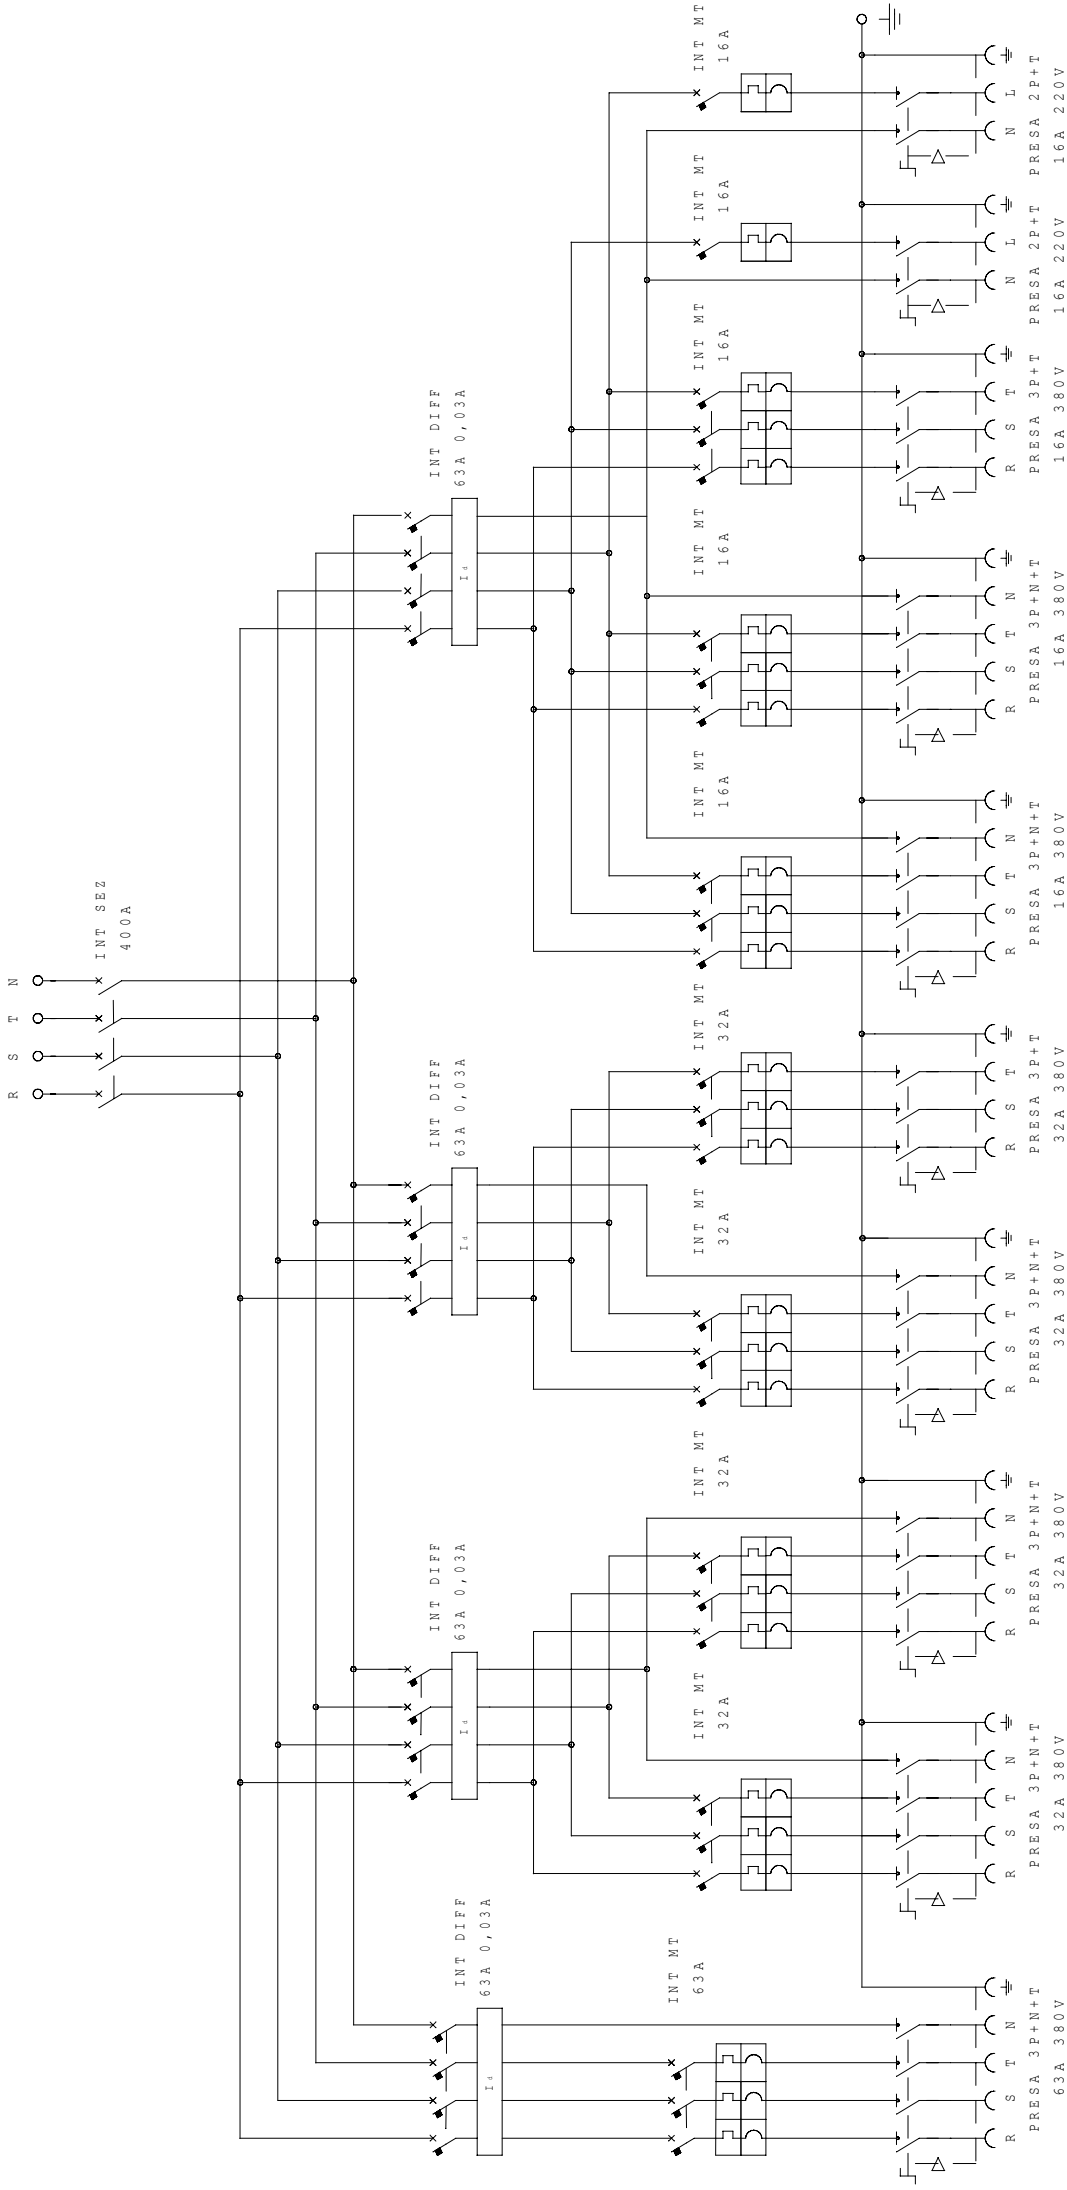 R S T N
INT SEZ
400A
INT DIFF
63A 0,03A
Id
INT DIFF
63A 0,03A
Id
INT DIFF
63A 0,03A
Id
INT DIFF
63A 0,03A
Id
INT MT
63A
INT MT
32A
INT MT
32A
INT MT
32A
INT MT
32A
INT MT
16A
INT MT
16A
INT MT
16A
INT MT
16A
INT MT
16A
R S T N
PRESA 3P+N+T
63A 380V
R S T N
PRESA 3P+N+T
32A 380V
R S T N
PRESA 3P+N+T
32A 380V
R S T N
PRESA 3P+N+T
32A 380V
R S T
PRESA 3P+T
32A 380V
R S T N
PRESA 3P+N+T
16A 380V
R S T N
PRESA 3P+N+T
16A 380V
R S T
PRESA 3P+T
16A 380V
N L
PRESA 2P+T
16A 220V
N L
PRESA 2P+T
16A 220V